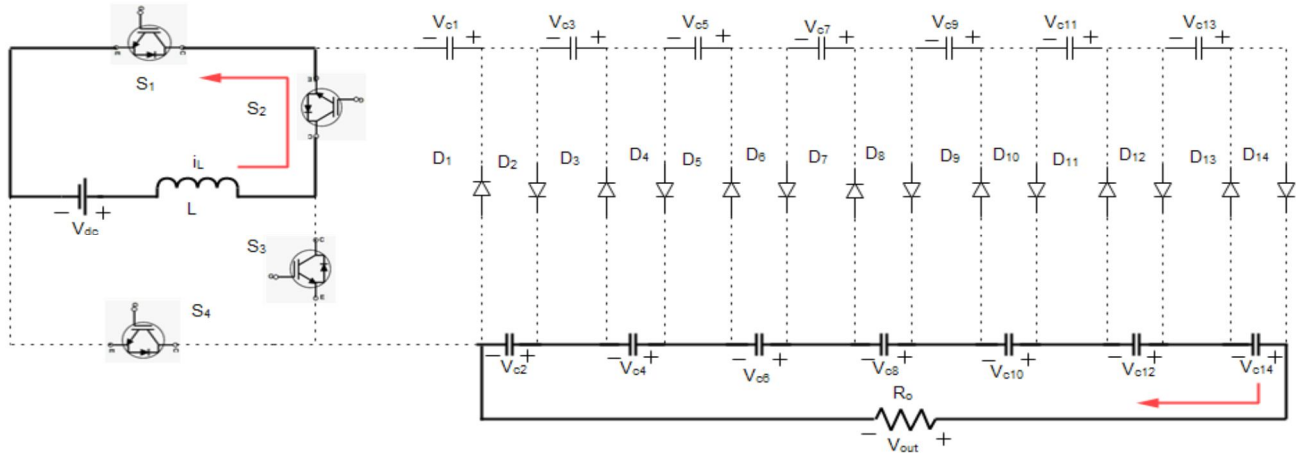 Vc1 Vc3 Vc5 Vc7 Vc9 Vc11 Vc13
− + − + − + − + − + − + − +
S1
S2
iL
D1 D2 D3 D4 D5 D6 D7 D8 D9 D10 D11 D12 D13 D14
− +
L
Vdc
S3
S4
− + − + − + − + − + − + − +
Vc2 Vc4 Vc6 Vc8 Vc10 Vc12 Vc14
Ro
− +
Vout